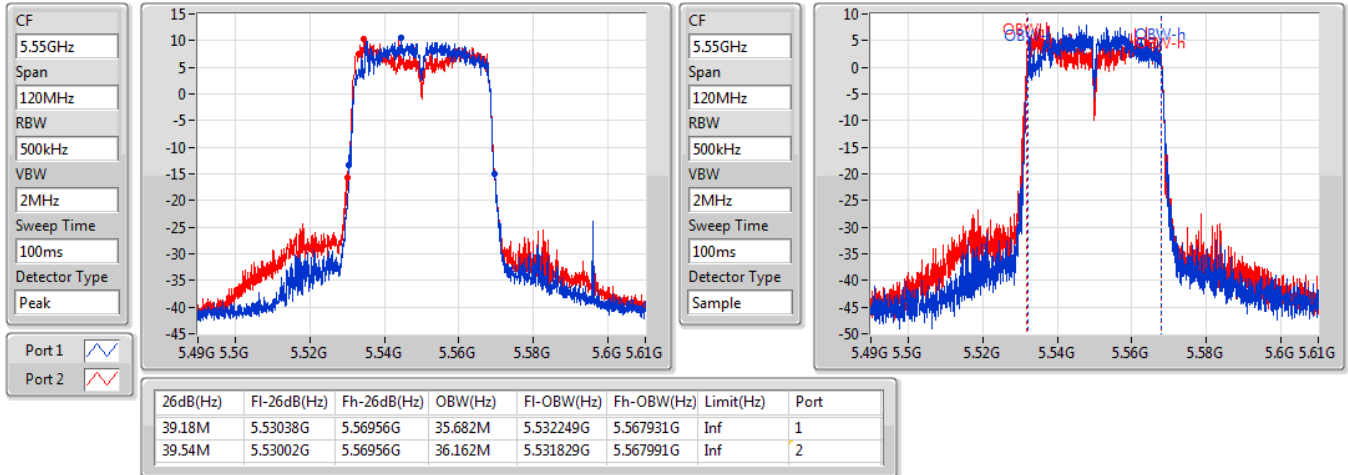 CF
5.55GHz
Span
120MHz
RBW
500kHz
VBW
2MHz
Sweep Time
100ms
Detector Type
Peak
Port 1
Port 2
15
10
5
0
-5
-10
-15
-20
-25
-30
-35
-40
-45
5.49G 5.5G 5.52G 5.54G 5.56G 5.58G 5.6G 5.61G
CF
5.55GHz
Span
120MHz
RBW
500kHz
VBW
2MHz
Sweep Time
100ms
Detector Type
Sample
10
5
0
-5
-10
-15
-20
-25
-30
-35
-40
-45
-50
OBW-h
OBW-h
5.49G 5.5G 5.52G 5.54G 5.56G 5.58G 5.6G 5.61G
26dB(Hz) Fl-26dB(Hz) Fh-26dB(Hz) OBW(Hz) Fl-OBW(Hz) Fh-OBW(Hz) Limit(Hz) Port
39.18M 5.53038G 5.56956G 35.682M 5.532249G 5.567931G Inf 1
39.54M 5.53002G 5.56956G 36.162M 5.531829G 5.567991G Inf 2